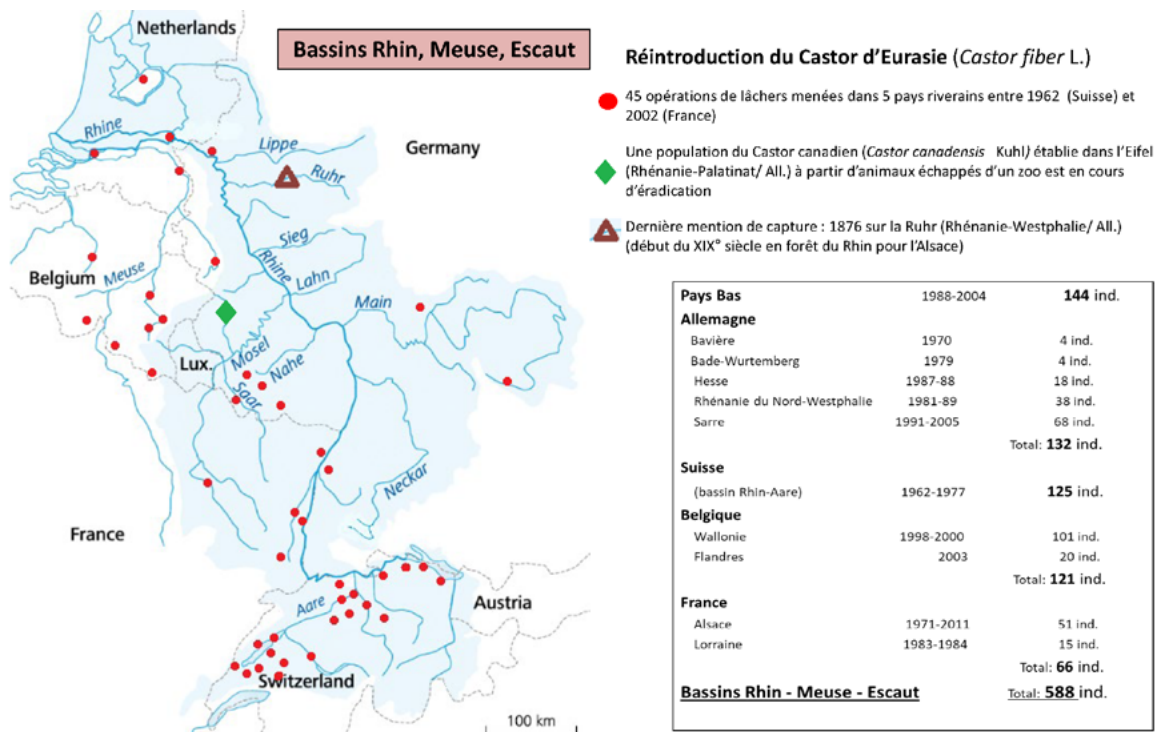 Netherlands
Bassins Rhin, Meuse, Escaut
Rhine
Lippe
Germany
Ruhr
Sieg
Belgium
Meuse
Rhine
Lahn
Main
Lux.
Mosel
Nahe
Saar
Neckar
France
Aare
Austria
Switzerland
100 km
Réintroduction du Castor d'Eurasie (Castor fiber L.)
45 opérations de lâchers menées dans 5 pays riverains entre 1962 (Suisse) et
2002 (France)
Une population du Castor canadien (Castor canadensis Kuhl) établie dans l'Eifel
(Rhénanie-Palatinat/ All.) à partir d'animaux échappés d'un zoo est en cours
d'éradication
Dernière mention de capture : 1876 sur la Ruhr (Rhénanie-Westphalie/ All.)
(début du XIX° siècle en forêt du Rhin pour l'Alsace)
Pays Bas 1988-2004 144 ind.
Allemagne
Bavière 1970 4 ind.
Bade-Wurtemberg 1979 4 ind.
Hesse 1987-88 18 ind.
Rhénanie du Nord-Westphalie 1981-89 38 ind.
Sarre 1991-2005 68 ind.
Total: 132 ind.
Suisse
(bassin Rhin-Aare) 1962-1977 125 ind.
Belgique
Wallonie 1998-2000 101 ind.
Flandres 2003 20 ind.
Total: 121 ind.
France
Alsace 1971-2011 51 ind.
Lorraine 1983-1984 15 ind.
Total: 66 ind.
Bassins Rhin - Meuse - Escaut Total: 588 ind.